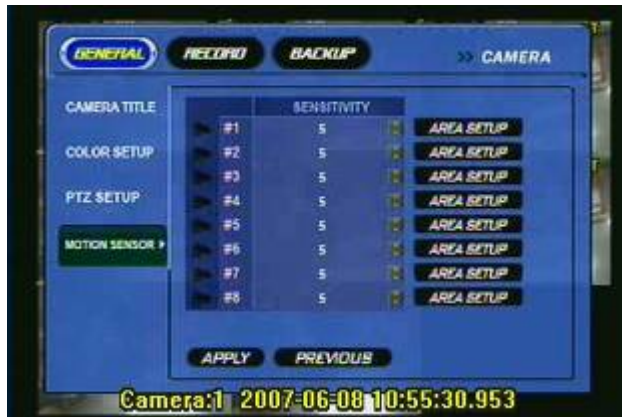 GENERAL RECORD BACKUP >> CAMERA
CAMERA TITLE
COLOR SETUP
PTZ SETUP
MOTION SENSOR
SENSITIVITY
#1 5 AREA SETUP
#2 5 AREA SETUP
#3 5 AREA SETUP
#4 5 AREA SETUP
#5 5 AREA SETUP
#6 5 AREA SETUP
#7 5 AREA SETUP
#8 5 AREA SETUP
APPLY PREVIOUS
Camera:1 2007-06-08 10:55:30.953